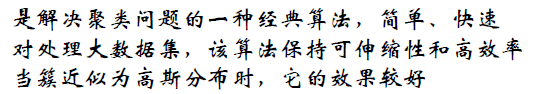 是解决聚类问题的一种经典算法，简单、快速
对处理大数据集，该算法保持可伸缩性和高效率
当簇近似为高斯分布时，它的效果较好